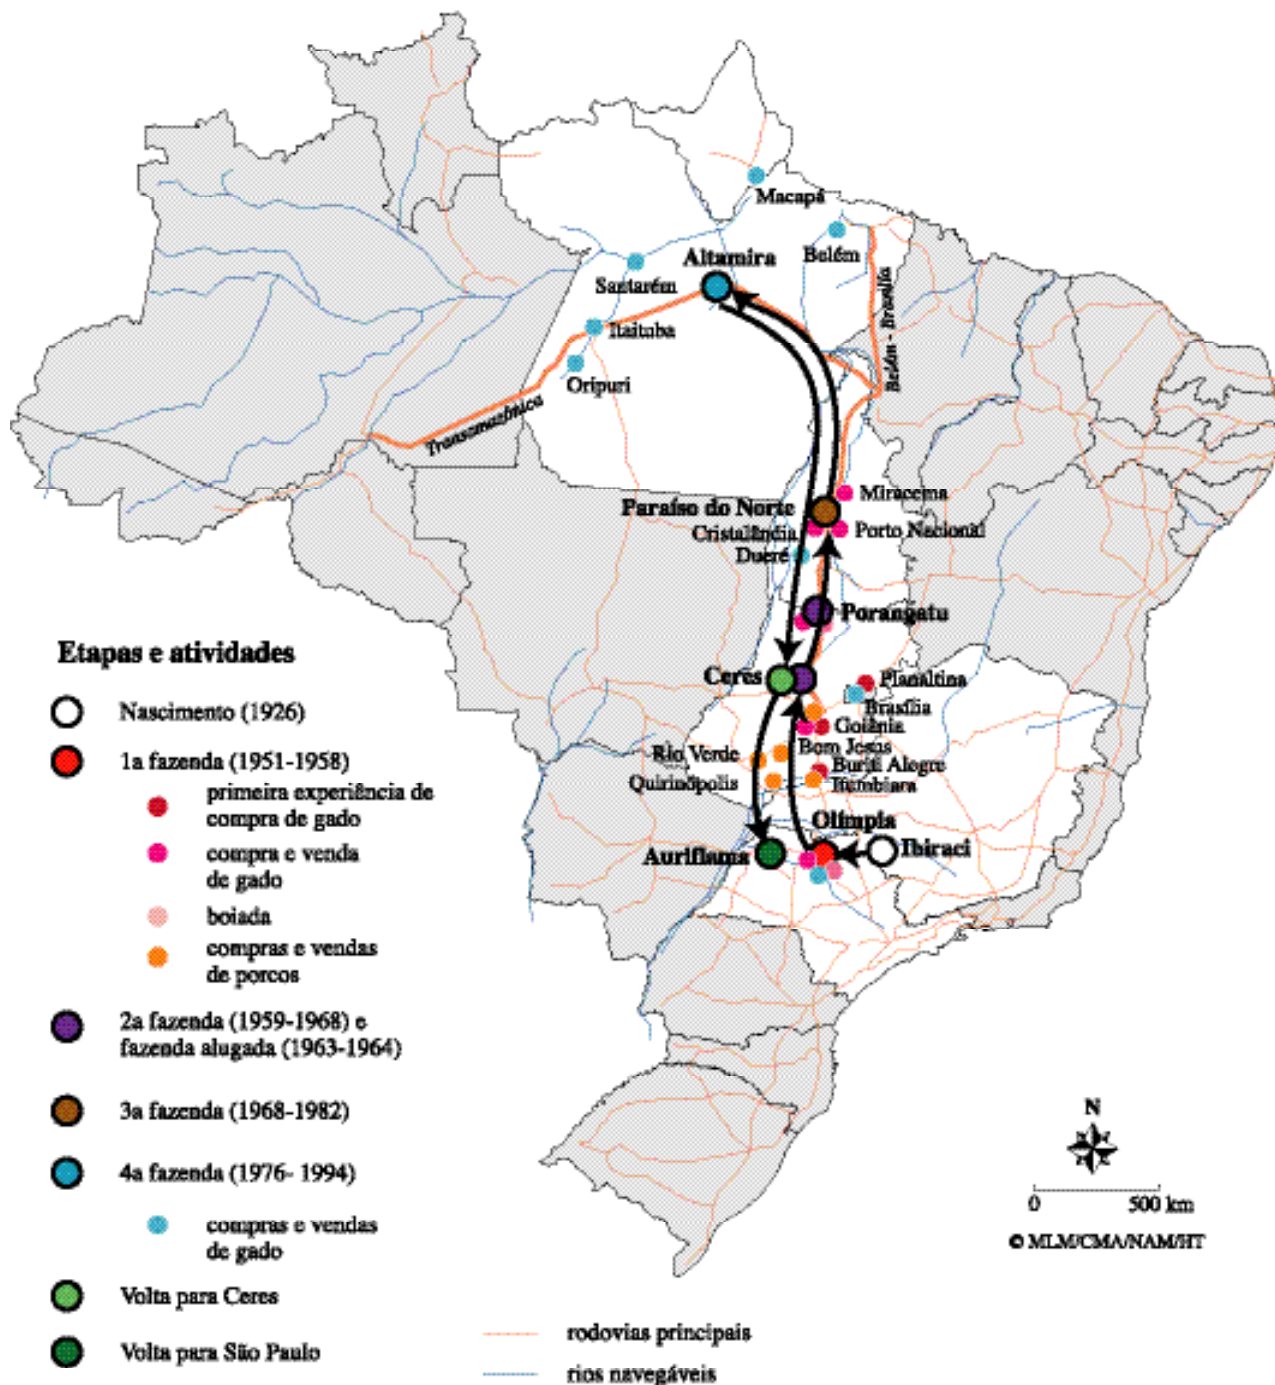 Macapá
Belém
Altamira
Santarém
Belém - Brasília
Itaituba
Oripuri
Transamazônica
Miracema
Paraíso do Norte
Porto Nacional
Cristalândia
Dueré
Porangatu
Ceres
Planaltina
Brasília
Goiânia
Bom Jesus
Rio Verde
Buriti Alegre
Quirinópolis
Itumbiara
Olímpia
Ibiraci
Auriflama
Etapas e atividades
Nascimento (1926)
1a fazenda (1951-1958)
primeira experiência de
compra de gado
compra e venda
de gado
boiada
compras e vendas
de porcos
2a fazenda (1959-1968) e
fazenda alugada (1963-1964)
3a fazenda (1968-1982)
4a fazenda (1976- 1994)
compras e vendas
de gado
Volta para Ceres
Volta para São Paulo
rodovias principais
rios navegáveis
N
0 500 km
© MLM/CMA/NAM/HT